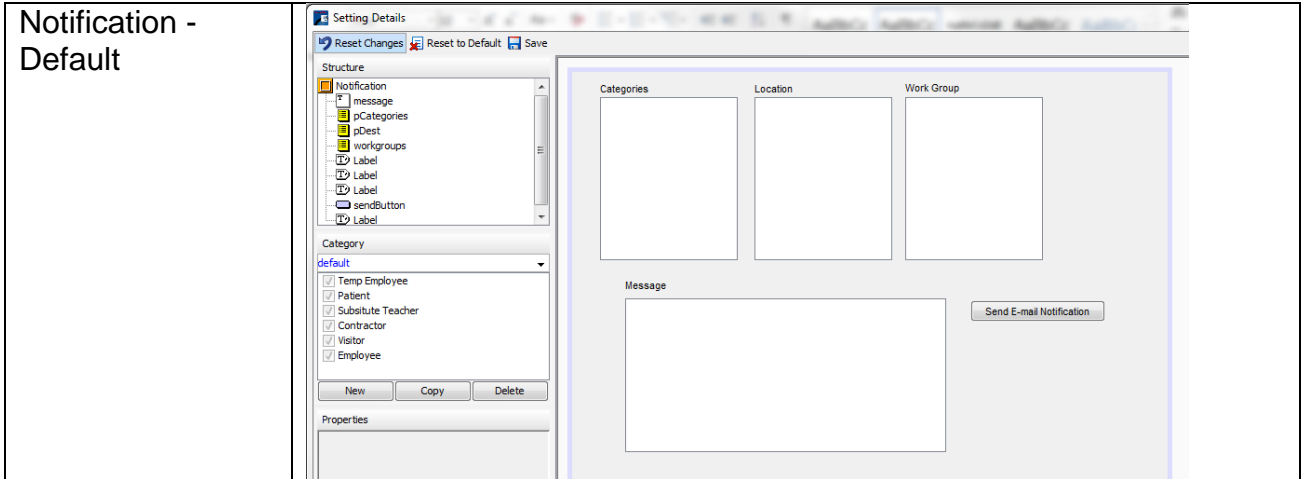 Notification -
Default
Setting Details
Reset Changes Reset to Default Save
Structure
Notification
message
pCategories
pDest
workgroups
Label
Label
Label
sendButton
Label
Category
default
Temp Employee
Patient
Subsitute Teacher
Contractor
Visitor
Employee
New Copy Delete
Properties
Categories Location Work Group
Message
Send E-mail Notification